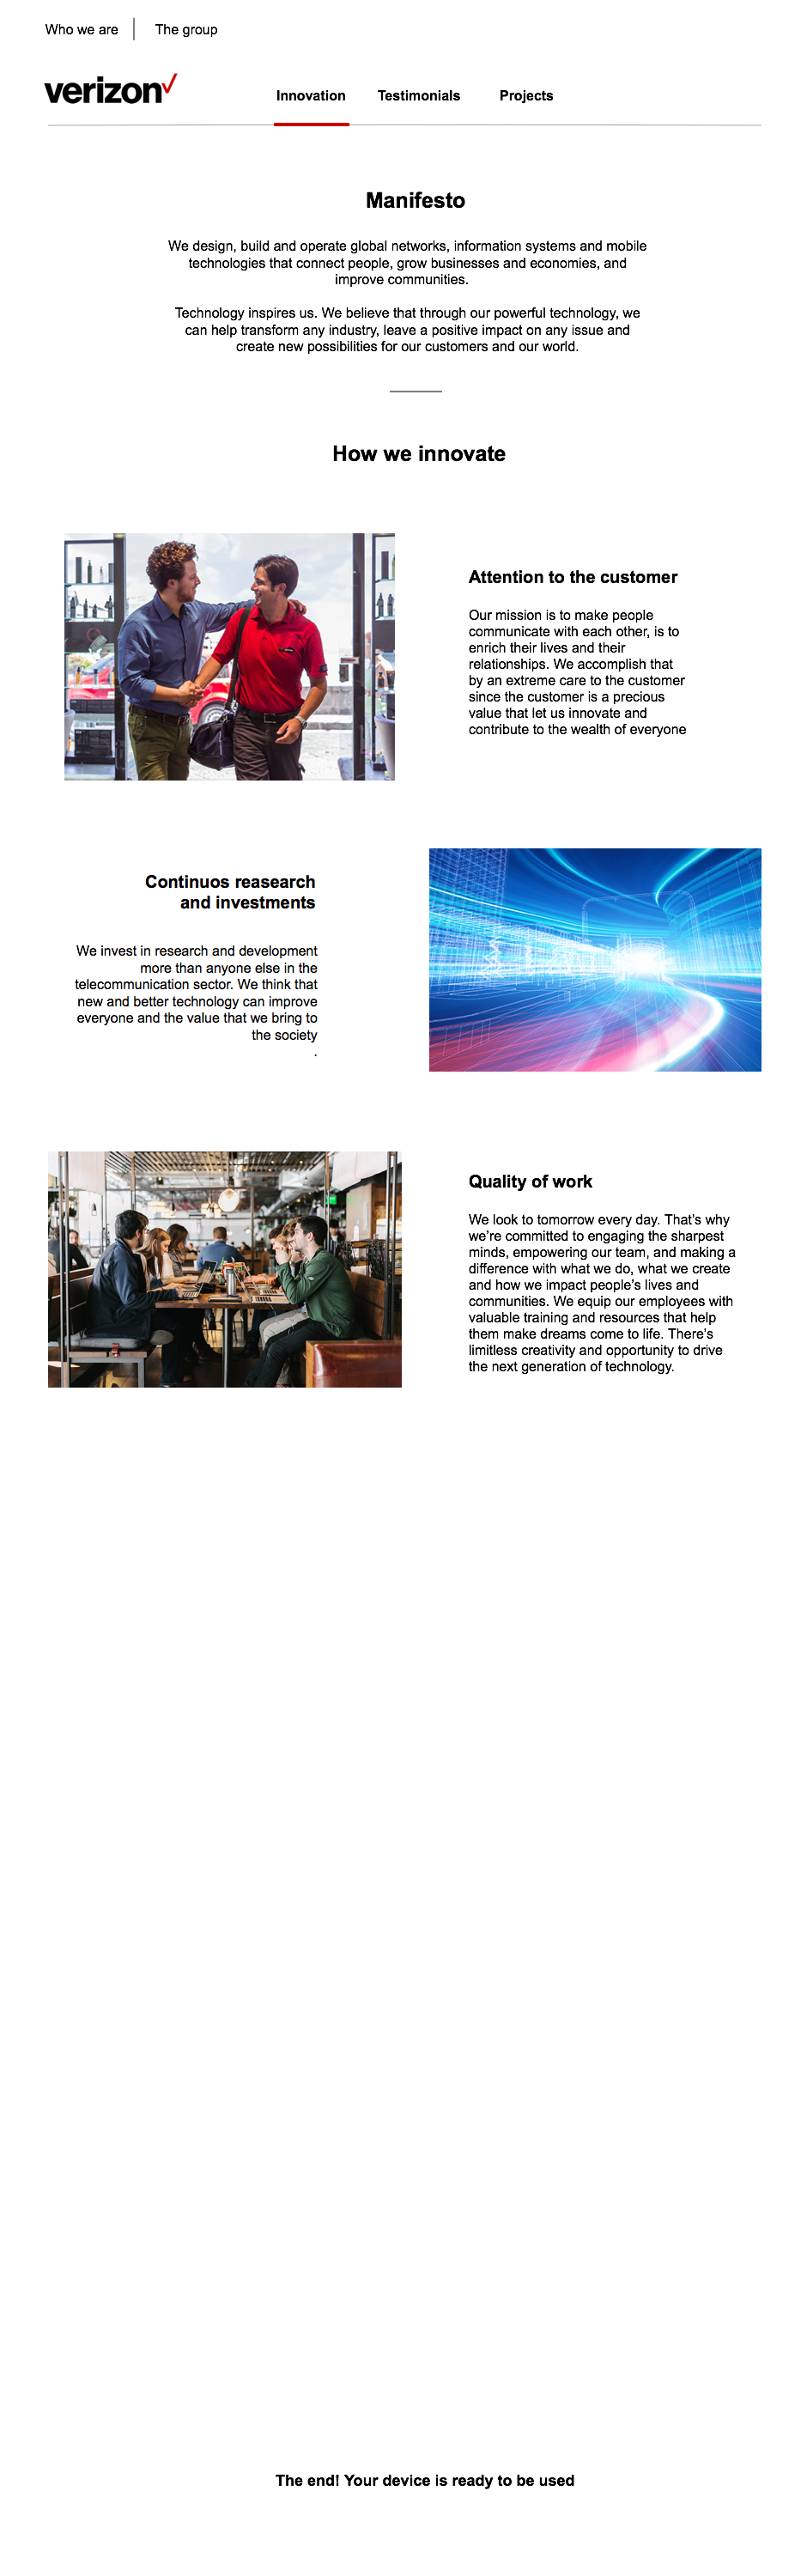 Who we are
The group
verizon
Innovation
Testimonials
Projects
Manifesto
We design, build and operate global networks, information systems and mobile
technologies that connect people, grow businesses and economies, and
improve communities.
Technology inspires us. We believe that through our powerful technology, we
can help transform any industry, leave a positive impact on any issue and
create new possibilities for our customers and our world.
How we innovate
Attention to the customer
Our mission is to make people
communicate with each other, is to
enrich their lives and their
relationships. We accomplish that
by an extreme care to the customer
since the customer is a precious
value that let us innovate and
contribute to the wealth of everyone
Continuos reasearch
and investments
We invest in research and development
more than anyone else in the
telecommunication sector. We think that
new and better technology can improve
everyone and the value that we bring to
the society
.
Quality of work
We look to tomorrow every day. That’s why
we’re committed to engaging the sharpest
minds, empowering our team, and making a
difference with what we do, what we create
and how we impact people’s lives and
communities. We equip our employees with
valuable training and resources that help
them make dreams come to life. There’s
limitless creativity and opportunity to drive
the next generation of technology.
The end! Your device is ready to be used